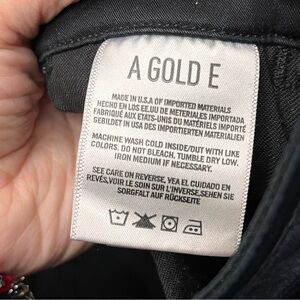 A GOLD E
MADE IN U.S.A OF IMPORTED MATERIALS
HECHO EN LOS EE.UU DE METERIALES IMPORTADA
FABRIQUÉ AUX ETATS-UNIS DU MATÉRIELS IMPORTÉ
GEBILDET IN USA DES IMPORTIERTEN MATERIALIEN
MACHINE WASH COLD INSIDE/OUT WITH LIKE
COLORS. DO NOT BLEACH. TUMBLE DRY LOW.
IRON MEDIUM IF NECESSARY.
SEE CARE ON REVERSE, VEA EL CUIDADO EN
REVÉS,VOIR LE SOIN SUR L'INVERSE,SEHEN SIE
SORGFALT AUF RÜCKSEITE